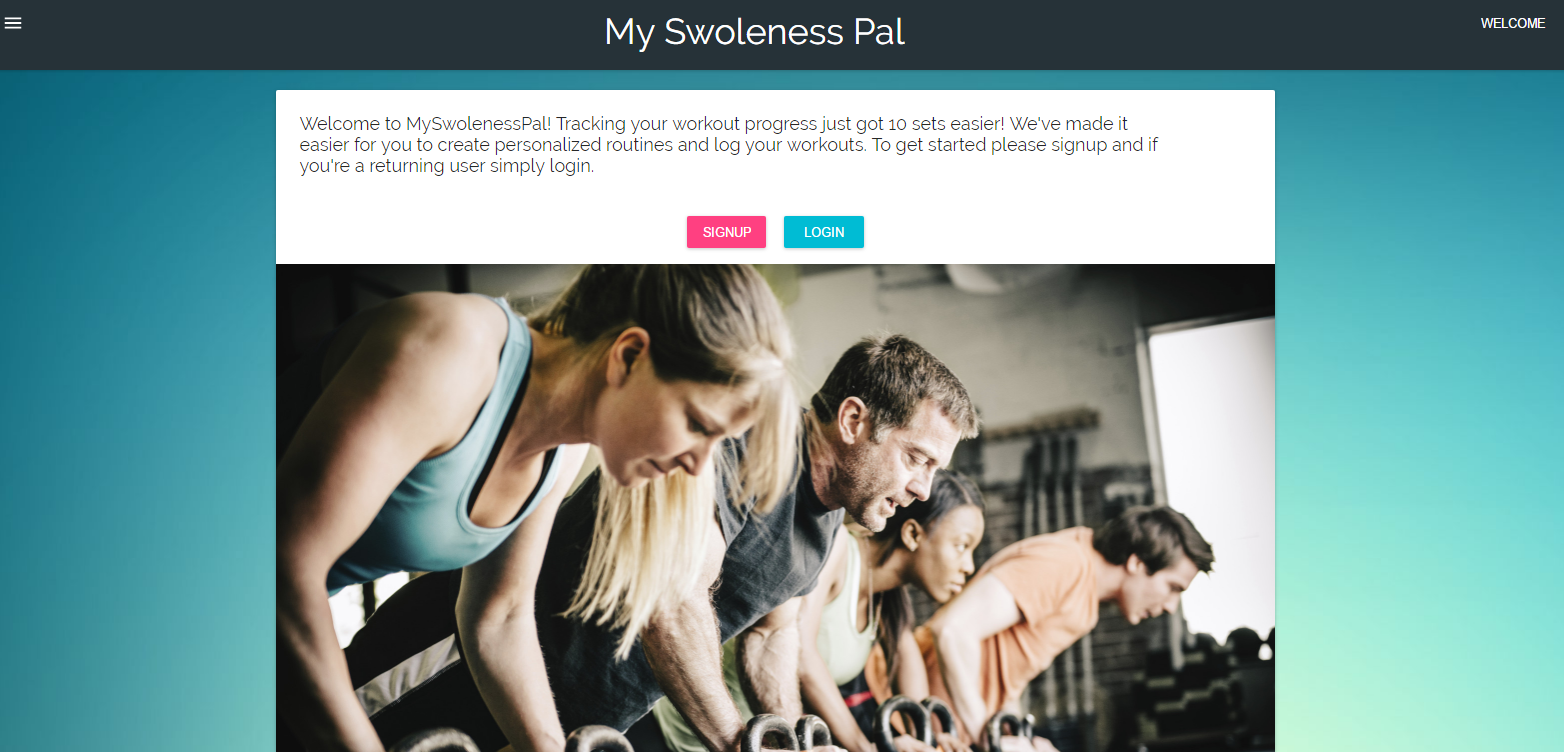 My Swoleness Pal
WELCOME
Welcome to MySwolenessPal! Tracking your workout progress just got 10 sets easier! We've made it
easier for you to create personalized routines and log your workouts. To get started please signup and if
you're a returning user simply login.
SIGNUP
LOGIN